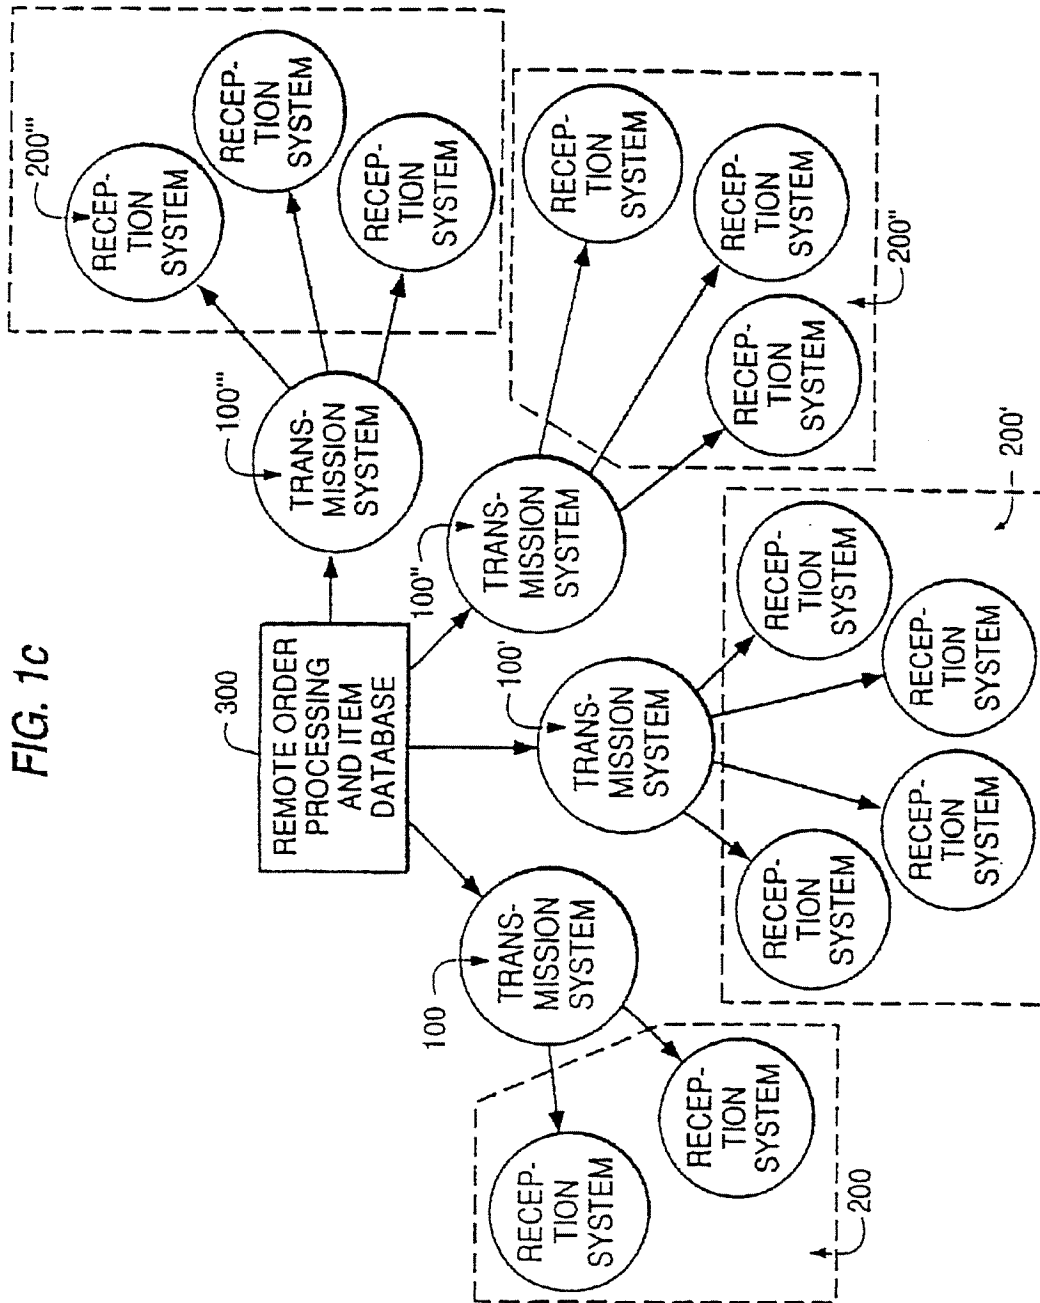 FIG. 1c
300
REMOTE ORDER
PROCESSING
AND ITEM
DATABASE
100
TRANS-
MISSION
SYSTEM
100'
TRANS-
MISSION
SYSTEM
100"
TRANS-
MISSION
SYSTEM
100'"
TRANS-
MISSION
SYSTEM
RECEP-
TION
SYSTEM
RECEP-
TION
SYSTEM
200
RECEP-
TION
SYSTEM
RECEP-
TION
SYSTEM
RECEP-
TION
SYSTEM
RECEP-
TION
SYSTEM
200'
RECEP-
TION
SYSTEM
RECEP-
TION
SYSTEM
RECEP-
TION
SYSTEM
200"
200'"
RECEP-
TION
SYSTEM
RECEP-
TION
SYSTEM
RECEP-
TION
SYSTEM